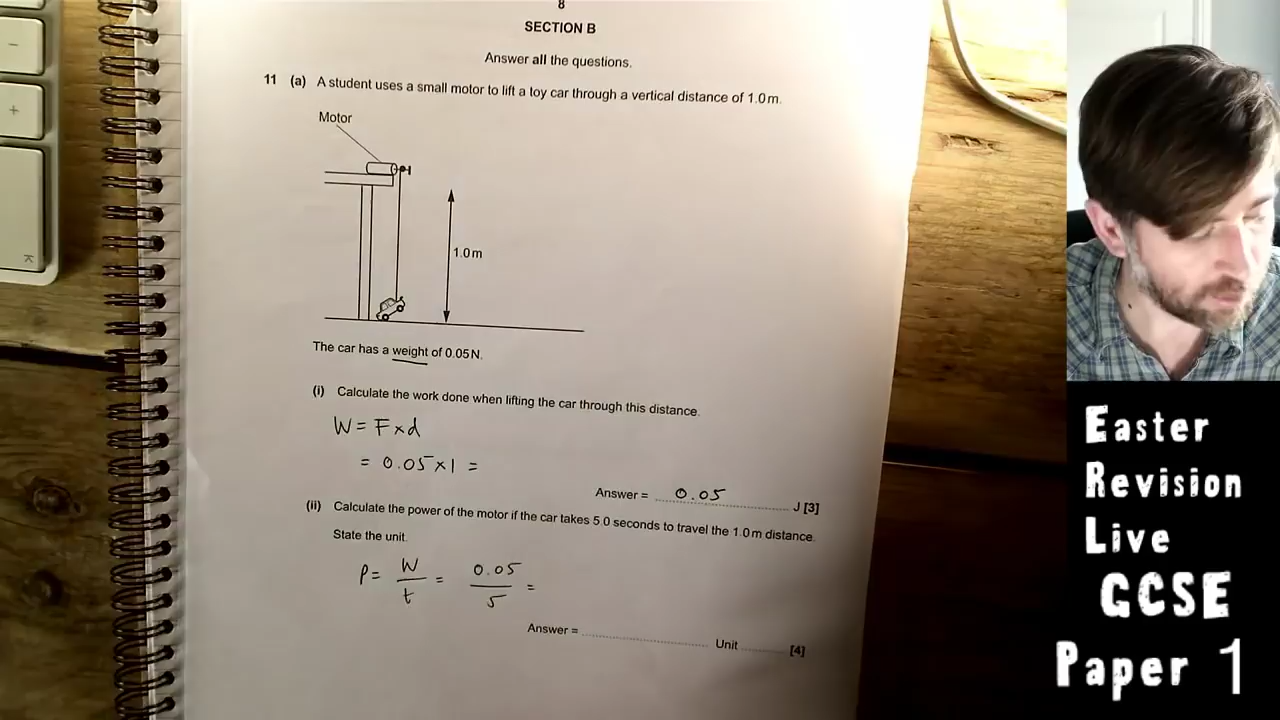 8
SECTION B
Answer all the questions.
11 (a) A student uses a small motor to lift a toy car through a vertical distance of 1.0 m.
Motor
1.0 m
The car has a weight of 0.05 N.
(i) Calculate the work done when lifting the car through this distance.
W = F x d
= 0.05 x 1 =
Answer = 0.05 J [3]
(ii) Calculate the power of the motor if the car takes 5.0 seconds to travel the 1.0 m distance.
State the unit.
P = W / t = 0.05 / 5 =
Answer = .......... Unit .......... [4]
Easter
Revision
Live
GCSE
Paper 1